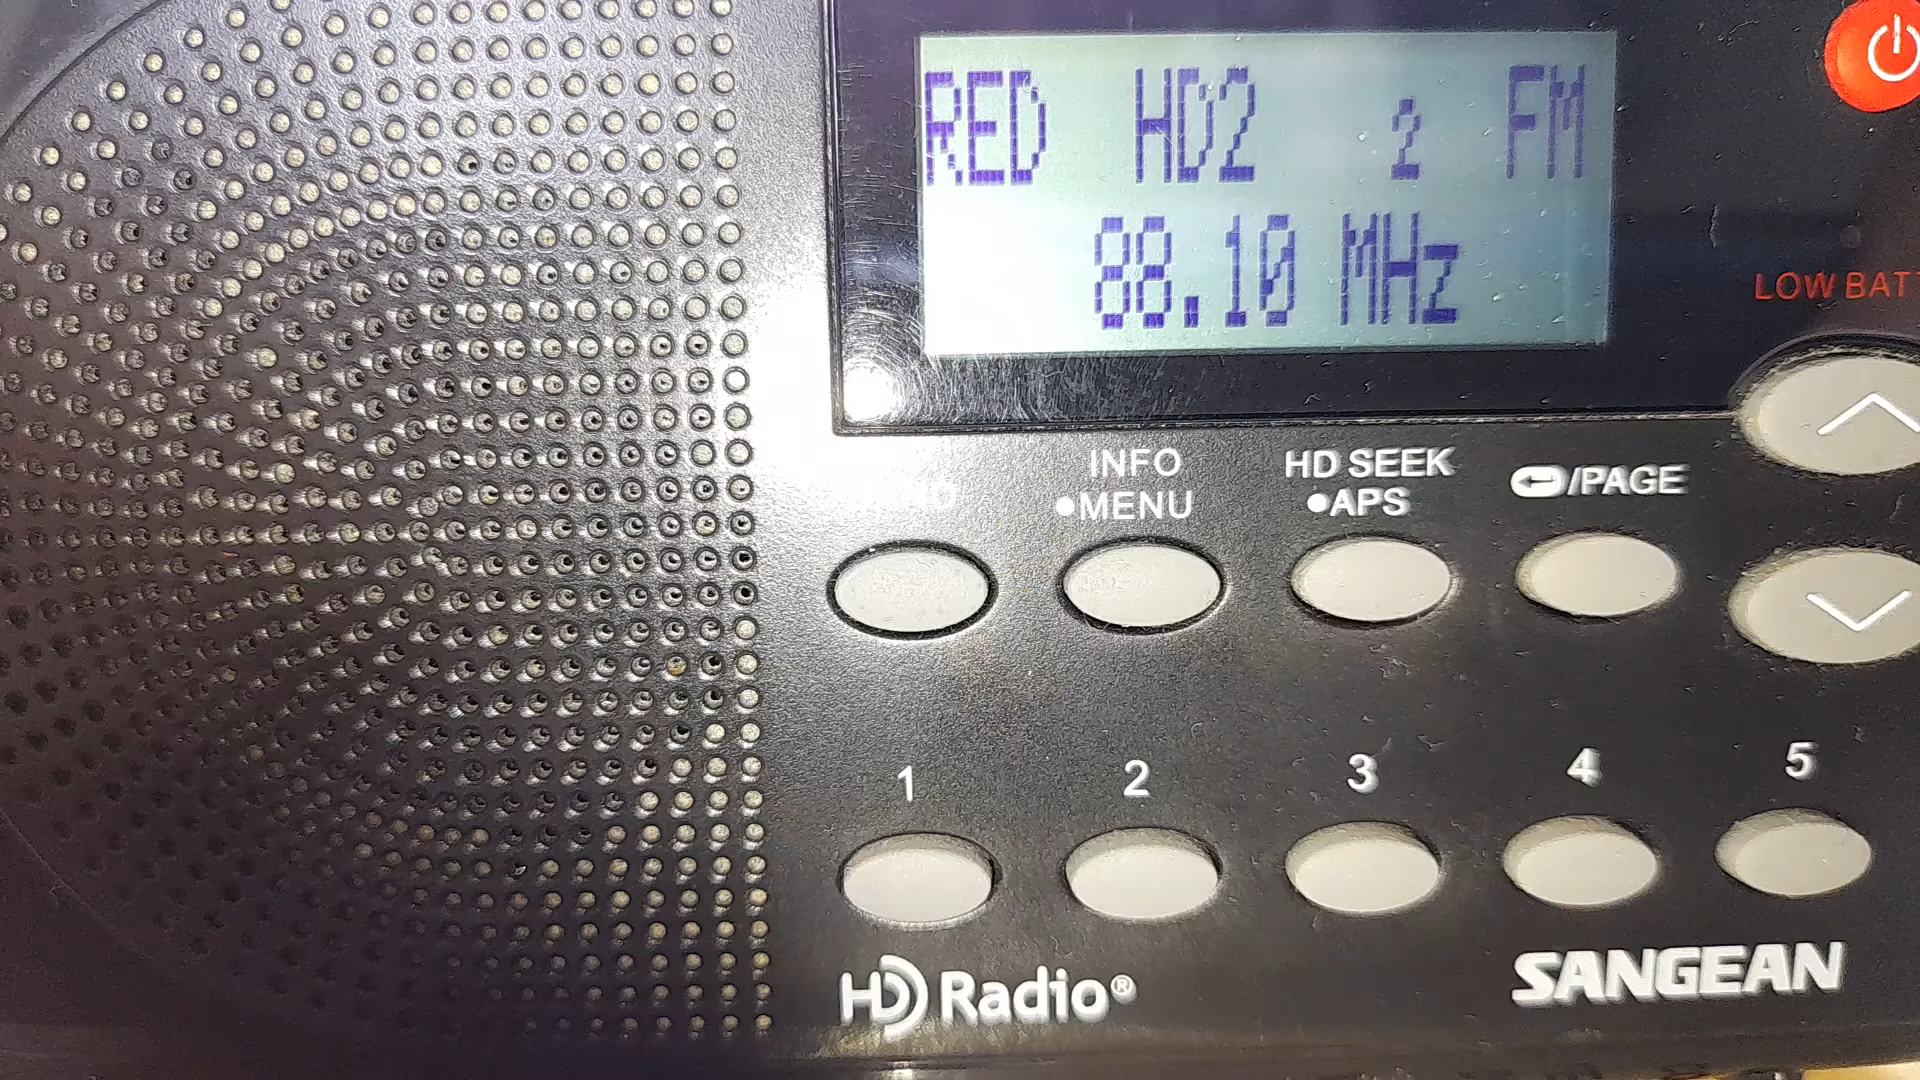 RED HD2 2 FM
88.10 MHz
LOW BATT
INFO
●MENU
HD SEEK
●APS
/PAGE
1 2 3 4 5
HD Radio®
SANGEAN